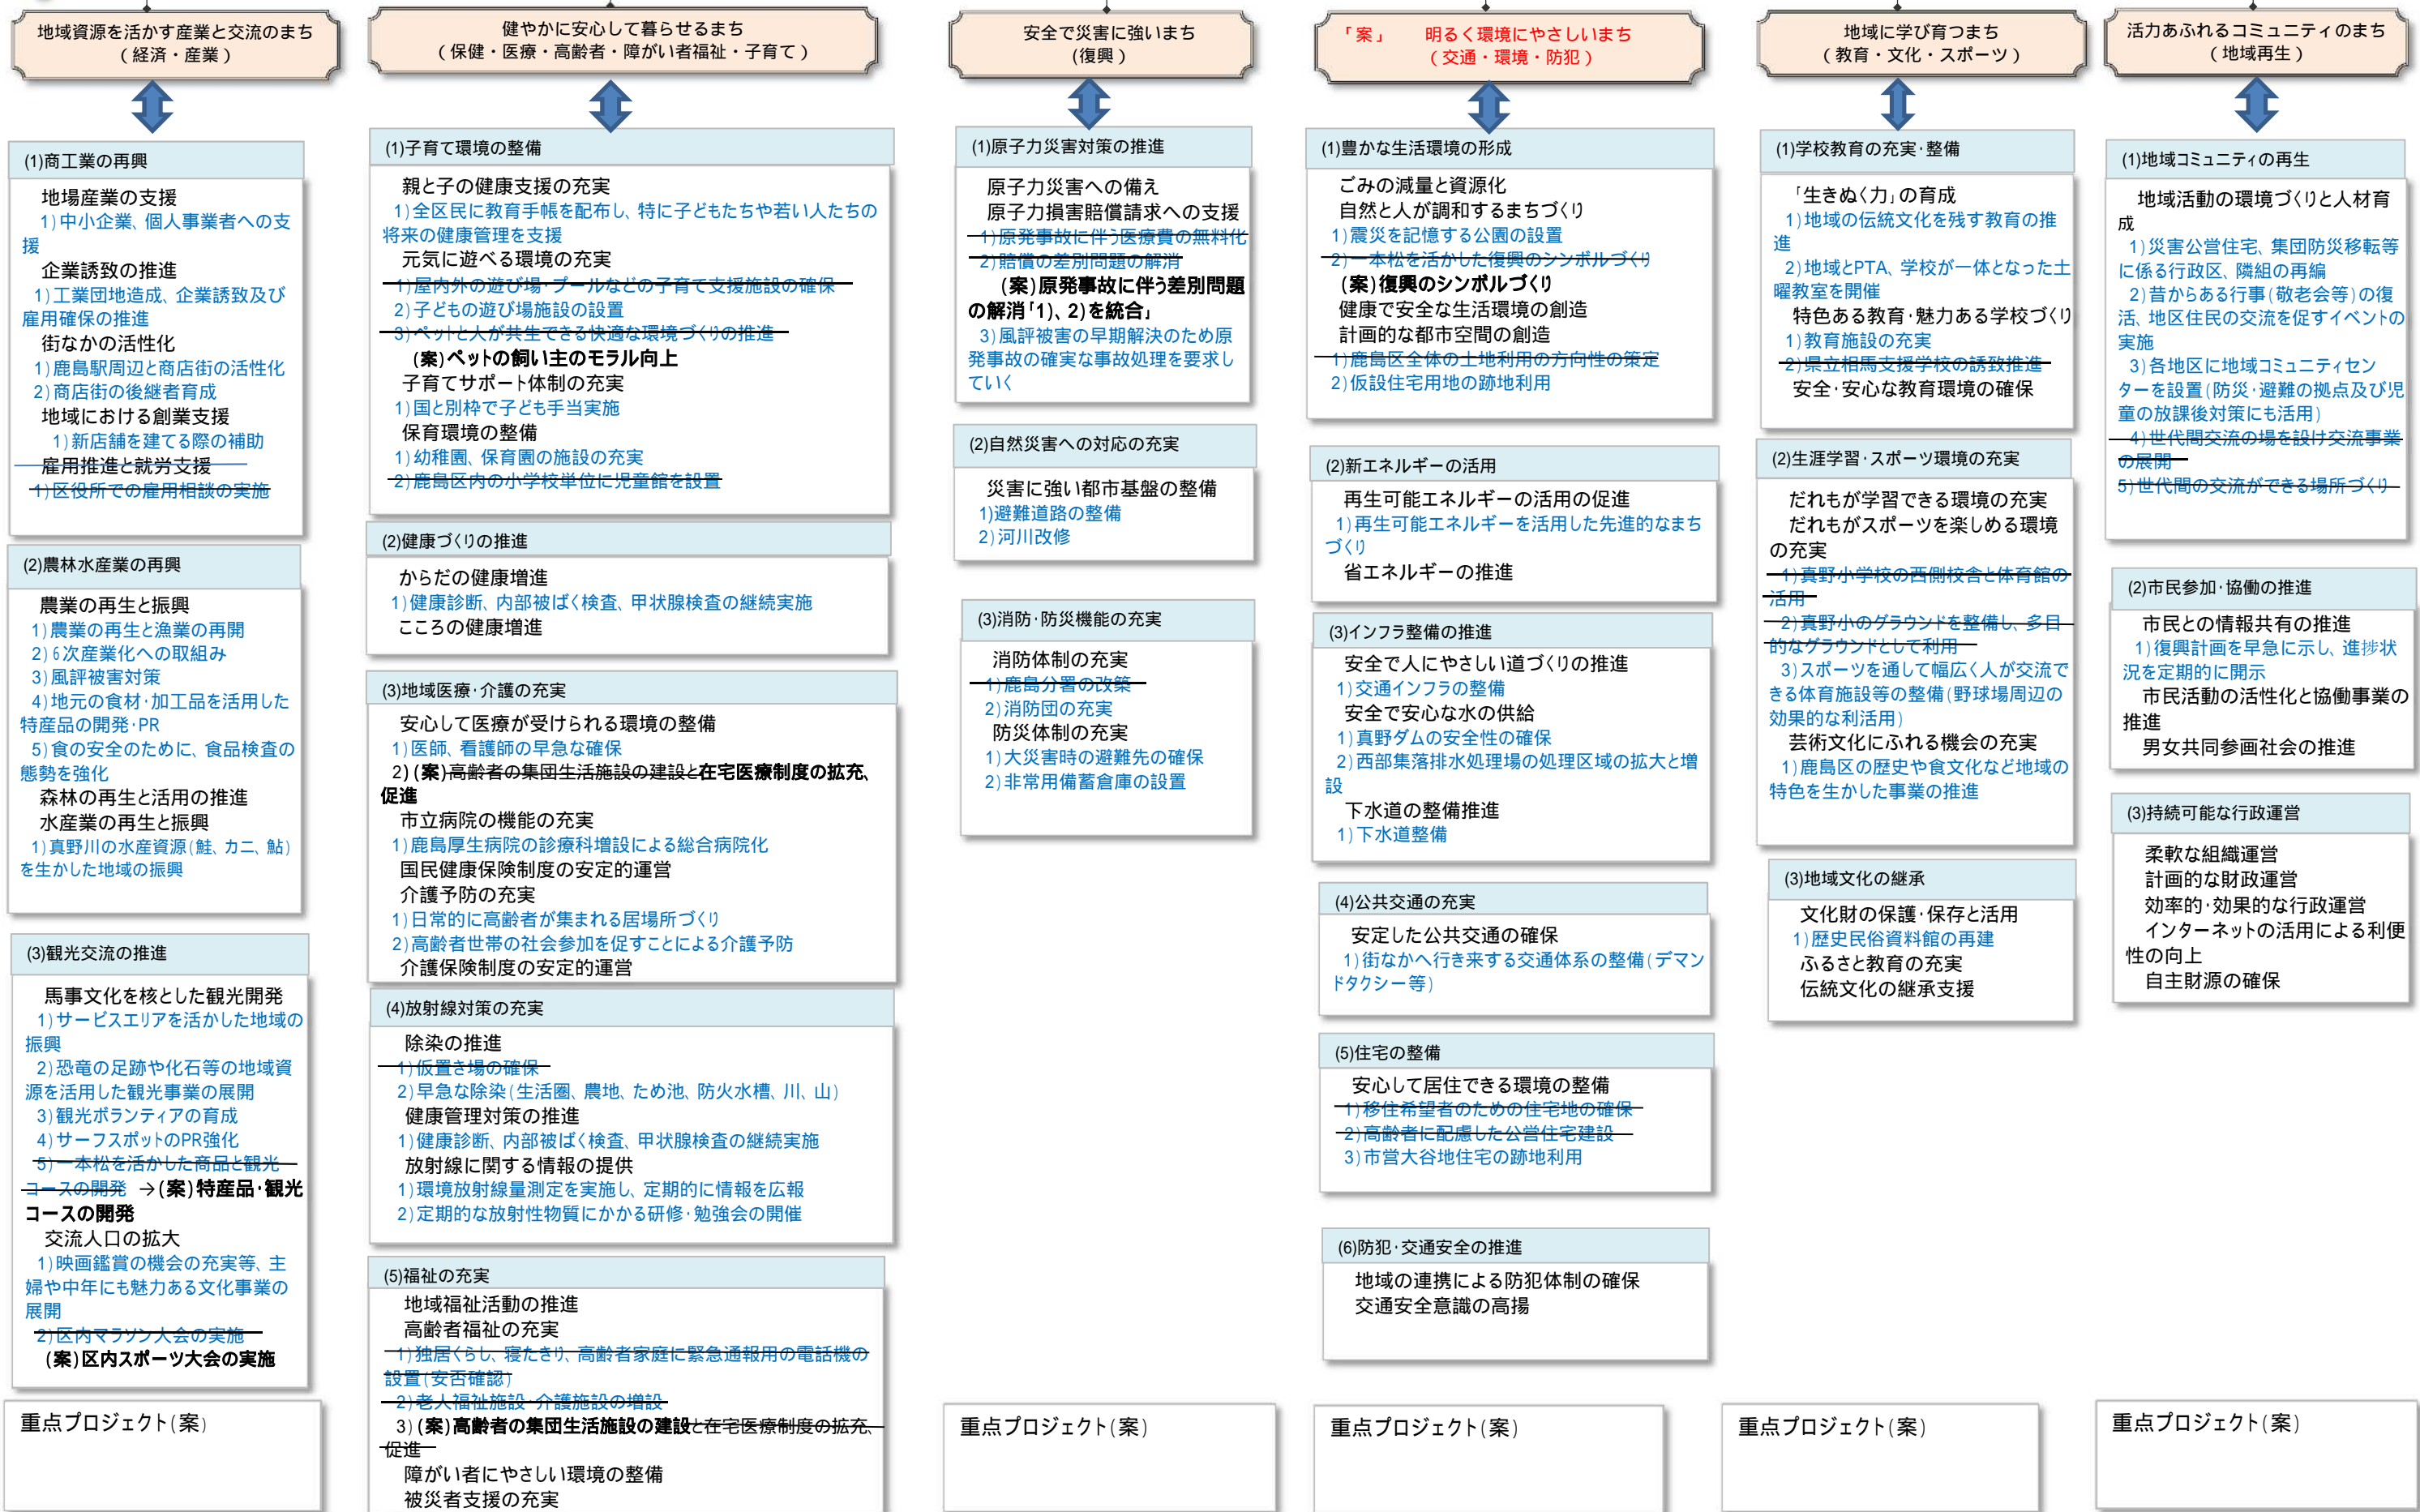 地域資源を活かす産業と交流のまち
（経済・産業）
(1)商工業の再興
地場産業の支援
1)中小企業、個人事業者への支
援
企業誘致の推進
1)工業団地造成、企業誘致及び
雇用確保の推進
街なかの活性化
1)鹿島駅周辺と商店街の活性化
2)商店街の後継者育成
地域における創業支援
1)新店舗を建てる際の補助
雇用推進と就労支援
1)区役所での雇用相談の実施
(2)農林水産業の再興
農業の再生と振興
1)農業の再生と漁業の再開
2)6次産業化への取組み
3)風評被害対策
4)地元の食材･加工品を活用した
特産品の開発･PR
5)食の安全のために、食品検査の
態勢を強化
森林の再生と活用の推進
水産業の再生と振興
1)真野川の水産資源(鮭、カニ、鮎)
を生かした地域の振興
(3)観光交流の推進
馬事文化を核とした観光開発
1)サービスエリアを活かした地域の
振興
2)恐竜の足跡や化石等の地域資
源を活用した観光事業の展開
3)観光ボランティアの育成
4)サーフスポットのPR強化
5)一本松を活かした商品と観光
コースの開発 →(案)特産品･観光
コースの開発
交流人口の拡大
1)映画鑑賞の機会の充実等、主
婦や中年にも魅力ある文化事業の
展開
2)区内マラソン大会の実施
(案)区内スポーツ大会の実施
重点プロジェクト(案)
健やかに安心して暮らせるまち
（保健・医療・高齢者・障がい者福祉・子育て）
(1)子育て環境の整備
親と子の健康支援の充実
1)全区民に教育手帳を配布し、特に子どもたちや若い人たちの
将来の健康管理を支援
元気に遊べる環境の充実
1)屋内外の遊び場･プールなどの子育て支援施設の確保
2)子どもの遊び場施設の設置
3)ペットと人が共生できる快適な環境づくりの推進
(案)ペットの飼い主のモラル向上
子育てサポート体制の充実
1)国と別枠で子ども手当実施
保育環境の整備
1)幼稚園、保育園の施設の充実
2)鹿島区内の小学校単位に児童館を設置
(2)健康づくりの推進
からだの健康増進
1)健康診断、内部被ばく検査、甲状腺検査の継続実施
こころの健康増進
(3)地域医療･介護の充実
安心して医療が受けられる環境の整備
1)医師、看護師の早急な確保
2)(案)高齢者の集団生活施設の建設と在宅医療制度の拡充、
促進
市立病院の機能の充実
1)鹿島厚生病院の診療科増設による総合病院化
国民健康保険制度の安定的運営
介護予防の充実
1)日常的に高齢者が集まれる居場所づくり
2)高齢者世帯の社会参加を促すことによる介護予防
介護保険制度の安定的運営
(4)放射線対策の充実
除染の推進
1)仮置き場の確保
2)早急な除染(生活圏、農地、ため池、防火水槽、川、山)
健康管理対策の推進
1)健康診断、内部被ばく検査、甲状腺検査の継続実施
放射線に関する情報の提供
1)環境放射線量測定を実施し、定期的に情報を広報
2)定期的な放射性物質にかかる研修･勉強会の開催
(5)福祉の充実
地域福祉活動の推進
高齢者福祉の充実
1)独居くらし、寝たきり、高齢者家庭に緊急通報用の電話機の
設置(安否確認)
2)老人福祉施設･介護施設の増設
3)(案)高齢者の集団生活施設の建設と在宅医療制度の拡充、
促進
障がい者にやさしい環境の整備
被災者支援の充実
安全で災害に強いまち
(復興)
(1)原子力災害対策の推進
原子力災害への備え
原子力損害賠償請求への支援
1)原発事故に伴う医療費の無料化
2)賠償の差別問題の解消
(案)原発事故に伴う差別問題
の解消｢1)、2)を統合｣
3)風評被害の早期解決のため原
発事故の確実な事故処理を要求し
ていく
(2)自然災害への対応の充実
災害に強い都市基盤の整備
1)避難道路の整備
2)河川改修
(3)消防･防災機能の充実
消防体制の充実
1)鹿島分署の改築
2)消防団の充実
防災体制の充実
1)大災害時の避難先の確保
2)非常用備蓄倉庫の設置
重点プロジェクト(案)
「案」 明るく環境にやさしいまち
（交通・環境・防犯）
(1)豊かな生活環境の形成
ごみの減量と資源化
自然と人が調和するまちづくり
1)震災を記憶する公園の設置
2)一本松を活かした復興のシンボルづくり
(案)復興のシンボルづくり
健康で安全な生活環境の創造
計画的な都市空間の創造
1)鹿島区全体の土地利用の方向性の策定
2)仮設住宅用地の跡地利用
(2)新エネルギーの活用
再生可能エネルギーの活用の促進
1)再生可能エネルギーを活用した先進的なまち
づくり
省エネルギーの推進
(3)インフラ整備の推進
安全で人にやさしい道づくりの推進
1)交通インフラの整備
安全で安心な水の供給
1)真野ダムの安全性の確保
2)西部集落排水処理場の処理区域の拡大と増
設
下水道の整備推進
1)下水道整備
(4)公共交通の充実
安定した公共交通の確保
1)街なかへ行き来する交通体系の整備(デマン
ドタクシー等)
(5)住宅の整備
安心して居住できる環境の整備
1)移住希望者のための住宅地の確保
2)高齢者に配慮した公営住宅建設
3)市営大谷地住宅の跡地利用
(6)防犯･交通安全の推進
地域の連携による防犯体制の確保
交通安全意識の高揚
重点プロジェクト(案)
地域に学び育つまち
（教育・文化・スポーツ）
(1)学校教育の充実･整備
｢生きぬく力｣の育成
1)地域の伝統文化を残す教育の推
進
2)地域とPTA、学校が一体となった土
曜教室を開催
特色ある教育･魅力ある学校づくり
1)教育施設の充実
2)県立相馬支援学校の誘致推進
安全･安心な教育環境の確保
(2)生涯学習･スポーツ環境の充実
だれもが学習できる環境の充実
だれもがスポーツを楽しめる環境
の充実
1)真野小学校の西側校舎と体育館の
活用
2)真野小のグラウンドを整備し、多目
的なグラウンドとして利用
3)スポーツを通して幅広く人が交流で
きる体育施設等の整備(野球場周辺の
効果的な利活用)
芸術文化にふれる機会の充実
1)鹿島区の歴史や食文化など地域の
特色を生かした事業の推進
(3)地域文化の継承
文化財の保護･保存と活用
1)歴史民俗資料館の再建
ふるさと教育の充実
伝統文化の継承支援
重点プロジェクト(案)
活力あふれるコミュニティのまち
（地域再生）
(1)地域コミュニティの再生
地域活動の環境づくりと人材育
成
1)災害公営住宅、集団防災移転等
に係る行政区、隣組の再編
2)昔からある行事(敬老会等)の復
活、地区住民の交流を促すイベントの
実施
3)各地区に地域コミュニティセン
ターを設置(防災･避難の拠点及び児
童の放課後対策にも活用)
4)世代間交流の場を設け交流事業
の展開
5)世代間の交流ができる場所づくり
(2)市民参加･協働の推進
市民との情報共有の推進
1)復興計画を早急に示し、進捗状
況を定期的に開示
市民活動の活性化と協働事業の
推進
男女共同参画社会の推進
(3)持続可能な行政運営
柔軟な組織運営
計画的な財政運営
効率的･効果的な行政運営
インターネットの活用による利便
性の向上
自主財源の確保
重点プロジェクト(案)